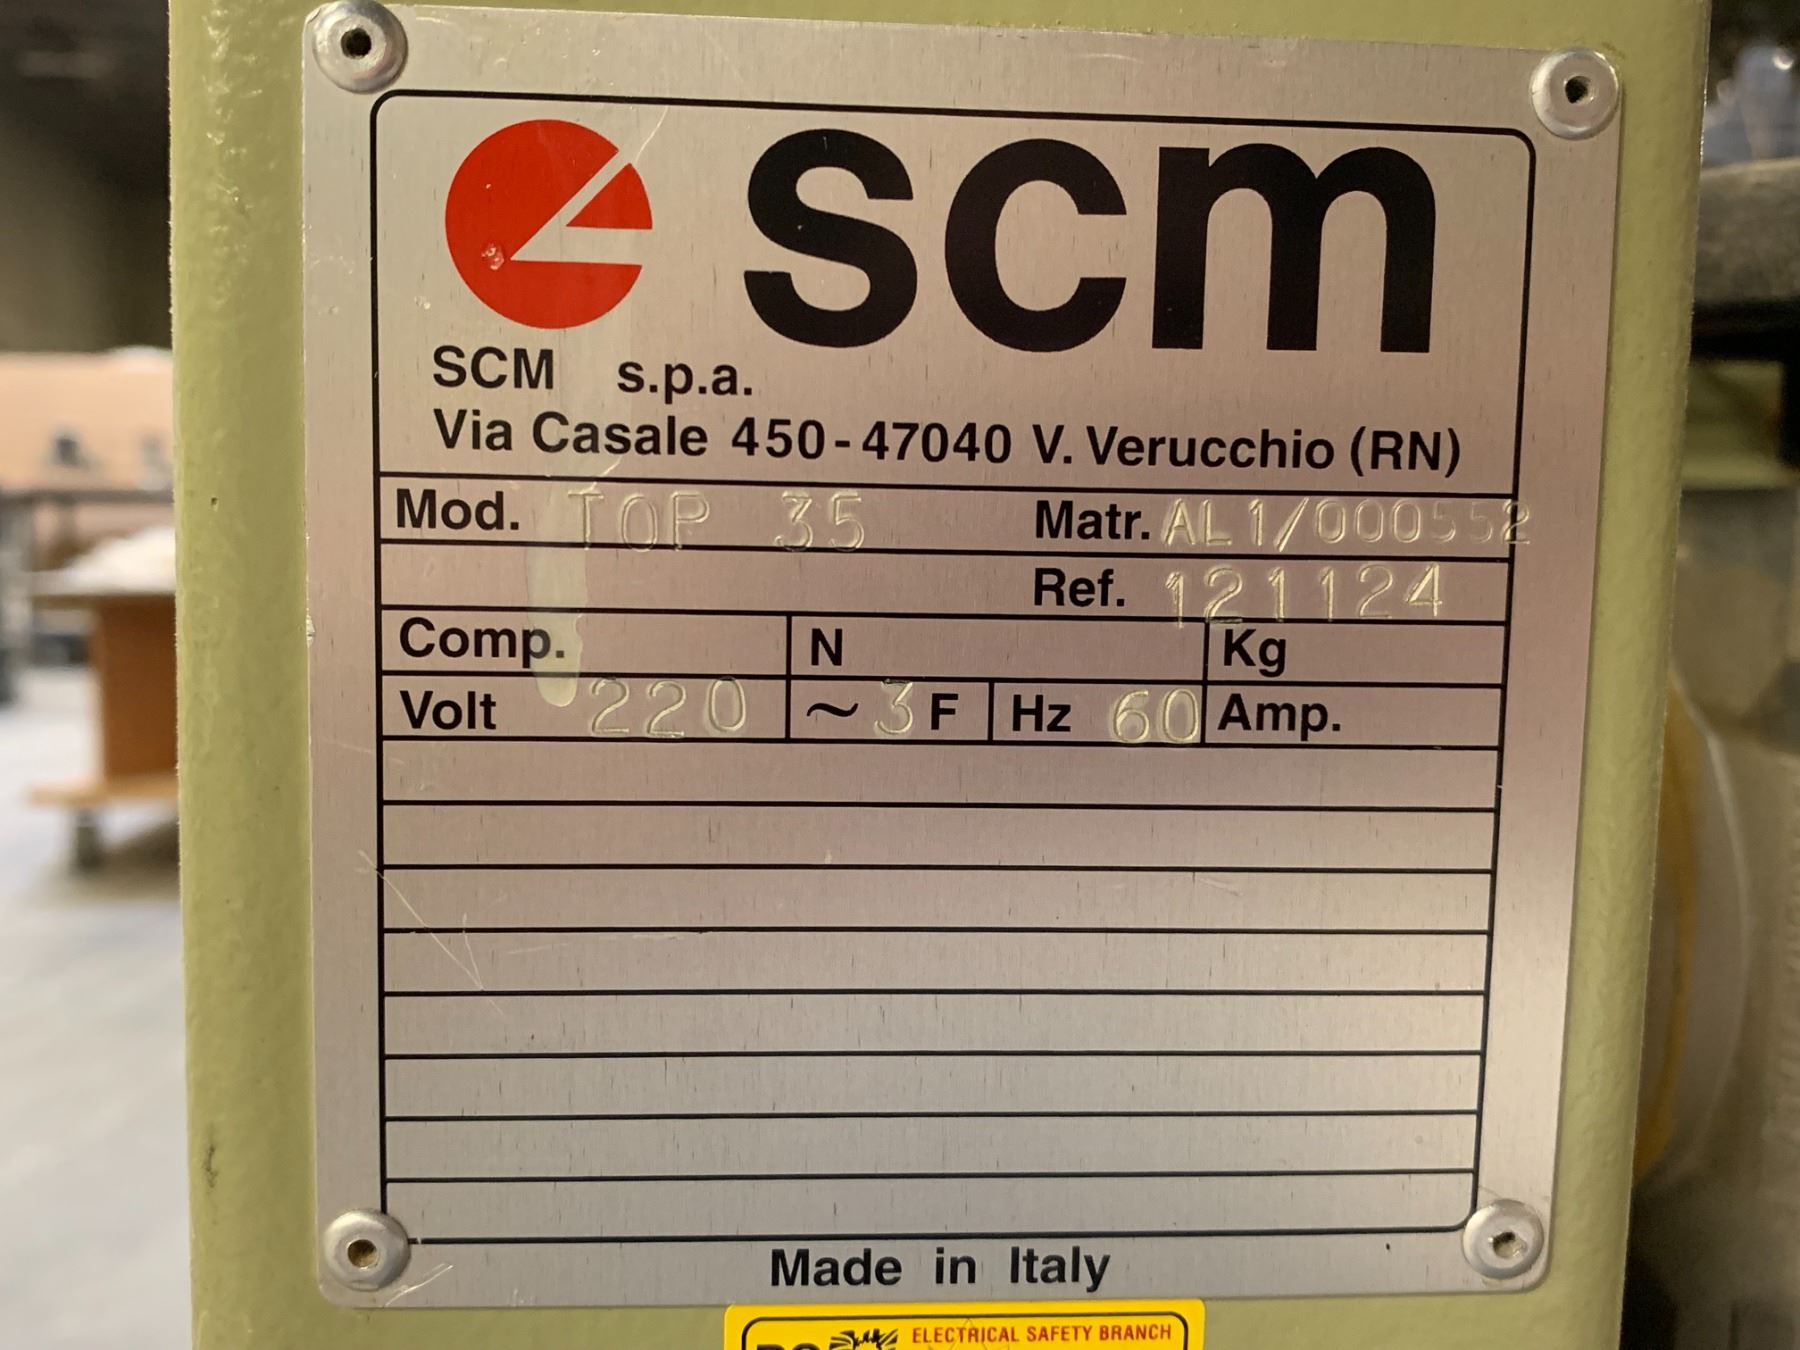 scm
SCM s.p.a.
Via Casale 450-47040 V. Verucchio (RN)
Mod. TOP 35 Matr. AL1/000552
Ref. 121124
Comp. N Kg
Volt 220 ~ 3 F Hz 60 Amp.
Made in Italy
ELECTRICAL SAFETY BRANCH